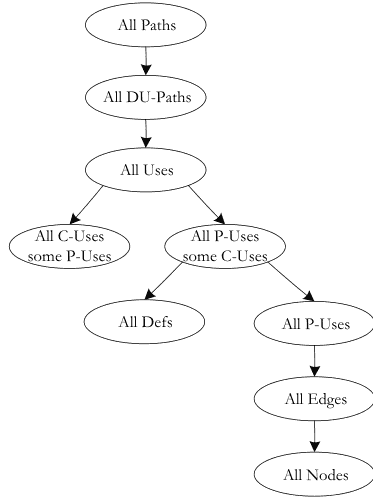 All Paths
All DU-Paths
All Uses
All C-Uses
some P-Uses
All P-Uses
some C-Uses
All Defs
All P-Uses
All Edges
All Nodes